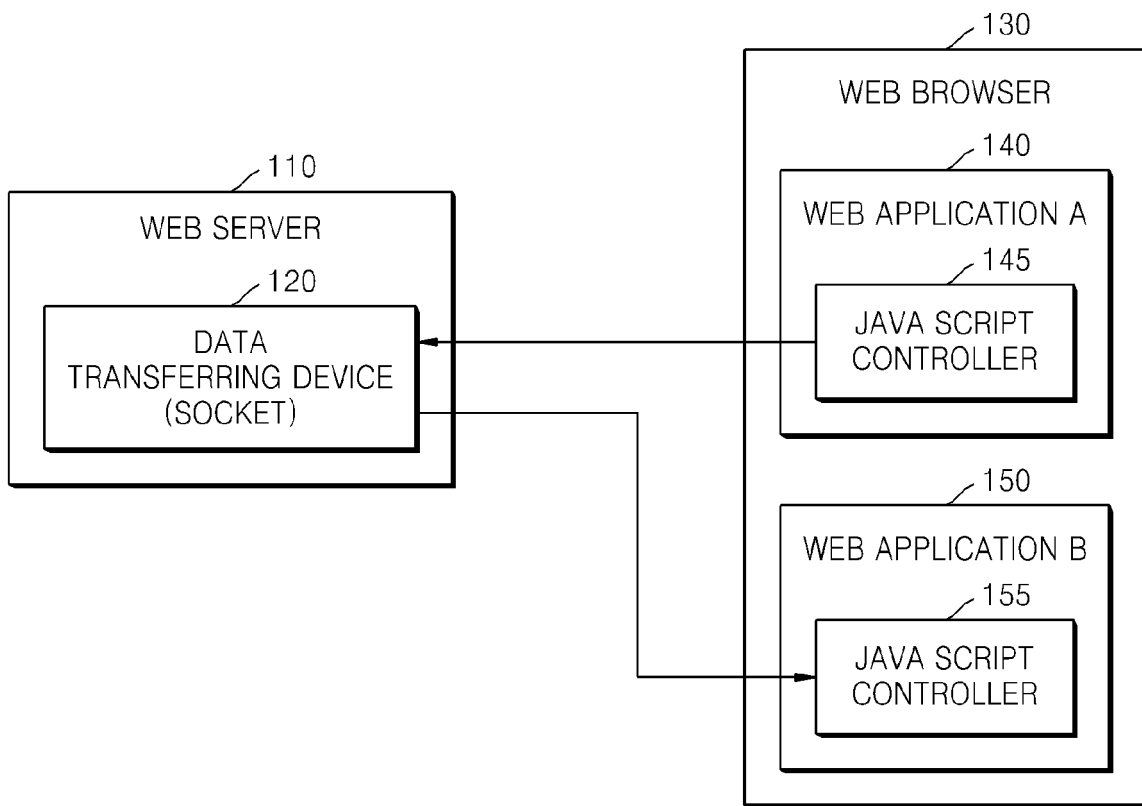 130
WEB BROWSER
110
WEB SERVER
120
DATA
TRANSFERRING DEVICE
(SOCKET)
140
WEB APPLICATION A
145
JAVA SCRIPT
CONTROLLER
150
WEB APPLICATION B
155
JAVA SCRIPT
CONTROLLER